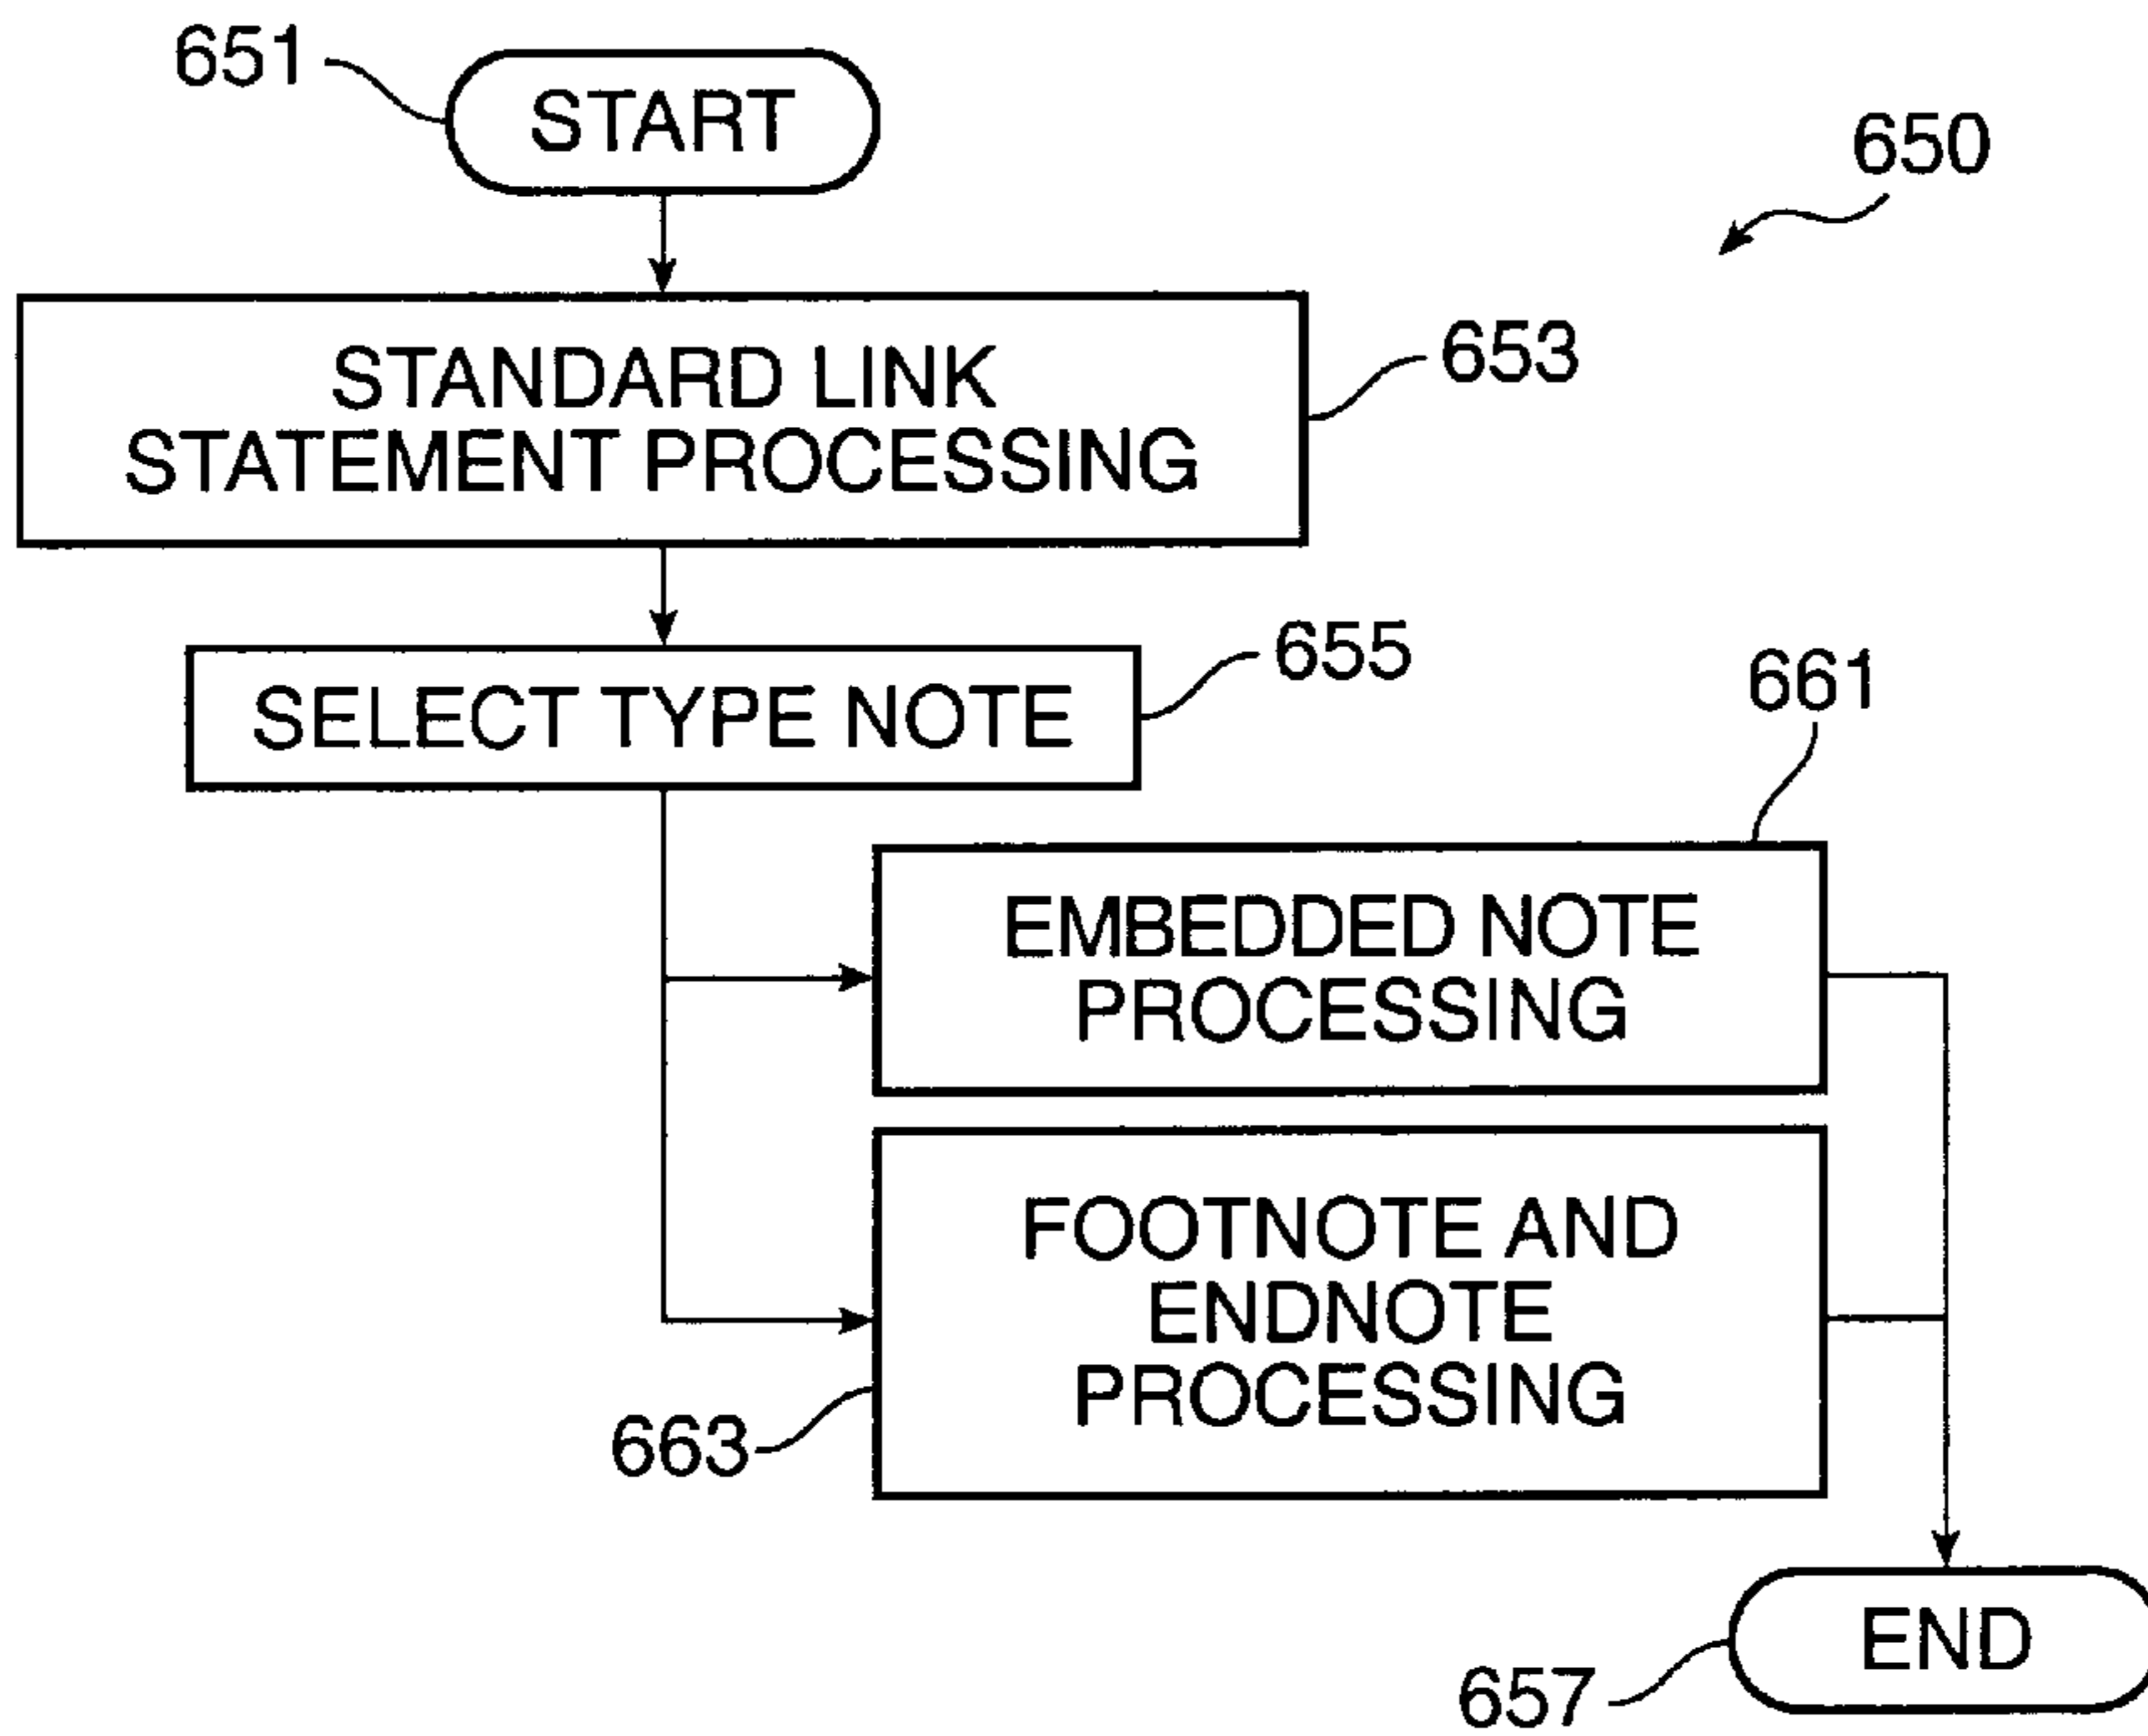 651
START
650
STANDARD LINK
STATEMENT PROCESSING
653
SELECT TYPE NOTE
655
661
EMBEDDED NOTE
PROCESSING
FOOTNOTE AND
ENDNOTE
PROCESSING
663
END
657